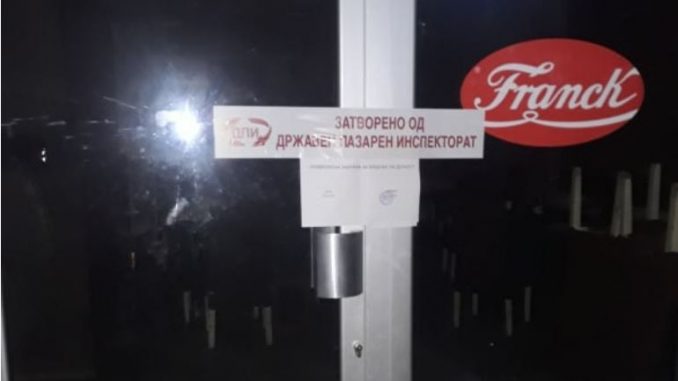 Franck
ДПИ
ЗАТВОРЕНО ОД
ДРЖАВЕН ПАЗАРЕН ИНСПЕКТОРАТ